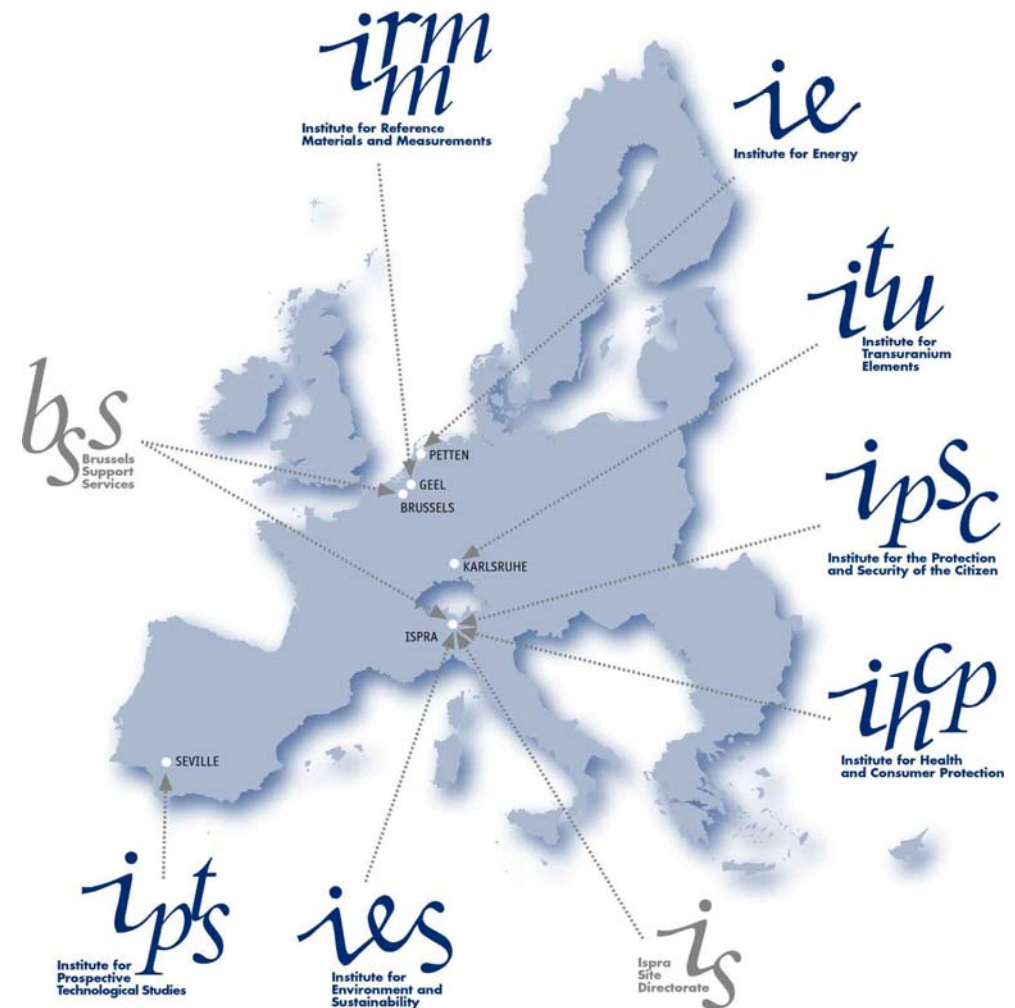 irmm
Institute for Reference
Materials and Measurements
ie
Institute for Energy
itu
Institute for
Transuranium
Elements
bss
Brussels
Support
Services
PETTEN
GEEL
BRUSSELS
ipsc
Institute for the Protection
and Security of the Citizen
KARLSRUHE
ISPRA
ihcp
Institute for Health
and Consumer Protection
SEVILLE
ipts
Institute for
Prospective
Technological Studies
ies
Institute for
Environment and
Sustainability
is
Ispra
Site
Directorate